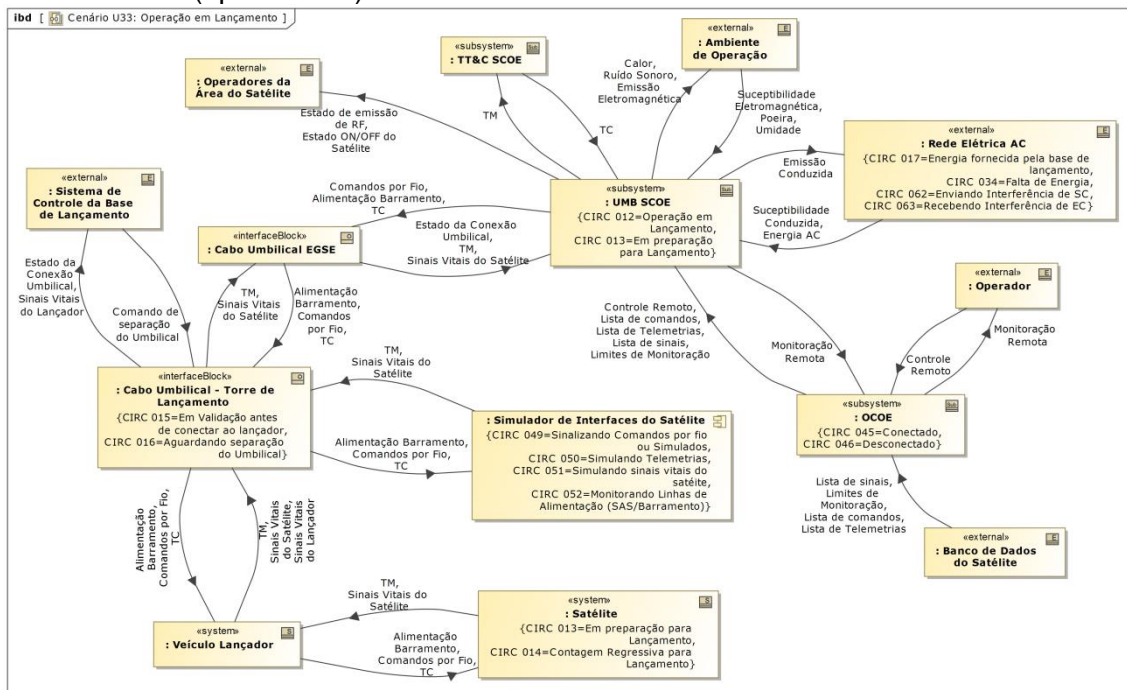 ibd [ Cenário U33: Operação em Lançamento ]
«external»
: Operadores da
Área do Satélite
«subsystem»
: TT&C SCOE
«external»
: Ambiente
de Operação
Calor,
Ruído Sonoro,
Emissão
Eletromagnética
Suceptibilidade
Eletromagnética,
Poeira,
Umidade
TM
TC
Estado de emissão
de RF,
Estado ON/OFF do
Satélite
«external»
: Rede Elétrica AC
{CIRC 017=Energia fornecida pela base de
lançamento,
CIRC 034=Falta de Energia,
CIRC 062=Enviando Interferência de SC,
CIRC 063=Recebendo Interferência de EC}
Emissão
Conduzida
Suceptibilidade
Conduzida,
Energia AC
«external»
: Sistema de
Controle da Base
de Lançamento
Comandos por Fio,
Alimentação Barramento,
TC
«subsystem»
: UMB SCOE
{CIRC 012=Operação em
Lançamento,
CIRC 013=Em preparação
para Lançamento}
«interfaceBlock»
: Cabo Umbilical EGSE
Estado da Conexão
Umbilical,
TM,
Sinais Vitais do Satélite
Estado da
Conexão
Umbilical,
Sinais Vitais
do Lançador
Comando de
separação
do Umbilical
TM,
Sinais Vitais
do Satélite
Alimentação
Barramento,
Comandos
por Fio,
TC
Controle Remoto,
Lista de comandos,
Lista de Telemetrias,
Lista de sinais,
Limites de Monitoração
Monitoração
Remota
«external»
: Operador
Controle
Remoto
Monitoração
Remota
«interfaceBlock»
: Cabo Umbilical - Torre de
Lançamento
{CIRC 015=Em Validação antes
de conectar ao lançador,
CIRC 016=Aguardando separação
do Umbilical}
TM,
Sinais Vitais do
Satélite
Alimentação Barramento,
Comandos por Fio,
TC
«subsystem»
: OCOE
{CIRC 045=Conectado,
CIRC 046=Desconectado}
: Simulador de Interfaces do Satélite
{CIRC 049=Sinalizando Comandos por fio
ou Simulados,
CIRC 050=Simulando Telemetrias,
CIRC 051=Simulando sinais vitais do
satéite,
CIRC 052=Monitorando Linhas de
Alimentação (SAS/Barramento)}
Lista de sinais,
Limites de
Monitoração,
Lista de comandos,
Lista de Telemetrias
«external»
: Banco de Dados
do Satélite
Alimentação
Barramento,
Comandos por Fio,
TC
TM,
Sinais Vitais
do Satélite,
Sinais Vitais
do Lançador
TM,
Sinais Vitais do
Satélite
«system»
: Veículo Lançador
Alimentação
Barramento,
Comandos por Fio,
TC
«system»
: Satélite
{CIRC 013=Em preparação para
Lançamento,
CIRC 014=Contagem Regressiva para
Lançamento}